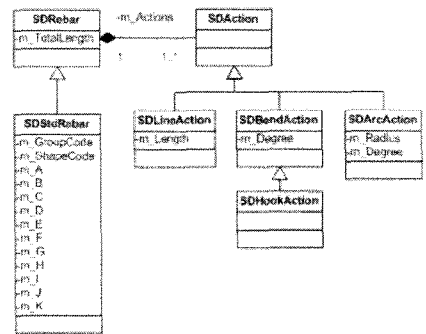 SDRebar
-m_TotalLength
-m_Actions
1
1..*
SDAction
SDStdRebar
-m_GroupCode
-m_ShapeCode
-m_A
-m_B
-m_C
-m_D
-m_E
-m_F
-m_G
-m_H
-m_I
-m_J
-m_K
SDLineAction
-m_Length
SDBendAction
-m_Degree
SDArcAction
-m_Radius
-m_Degree
SDHookAction